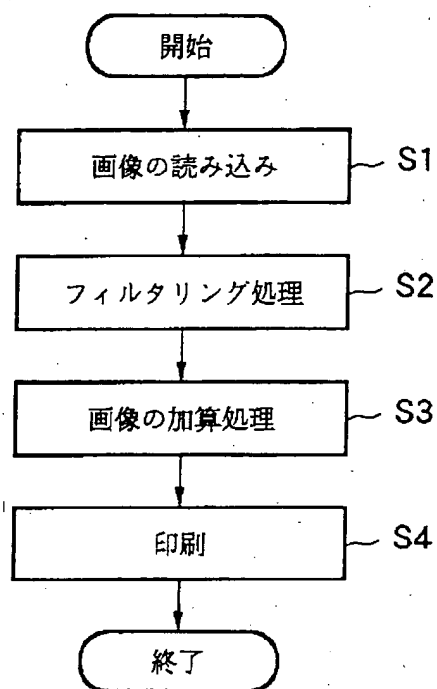 開始
画像の読み込み S1
フィルタリング処理 S2
画像の加算処理 S3
印刷 S4
終了